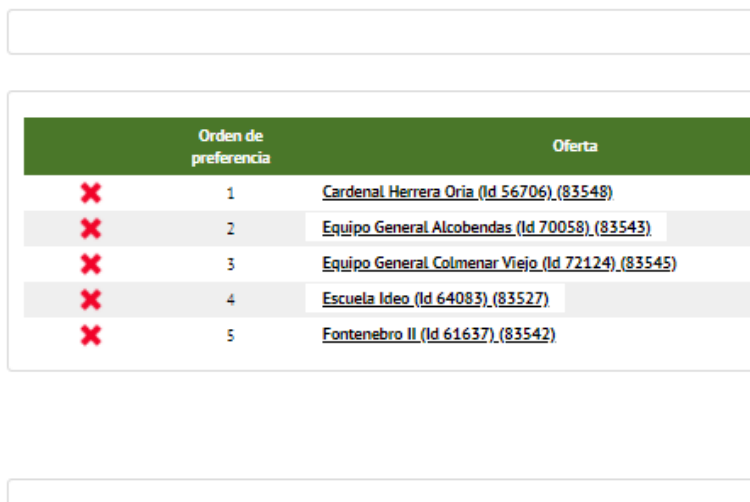 Orden de preferencia Oferta
1 Cardenal Herrera Oria (Id 56706) (83548)
2 Equipo General Alcobendas (Id 70058) (83543)
3 Equipo General Colmenar Viejo (Id 72124) (83545)
4 Escuela Ideo (Id 64083) (83527)
5 Fontenebro II (Id 61637) (83542)